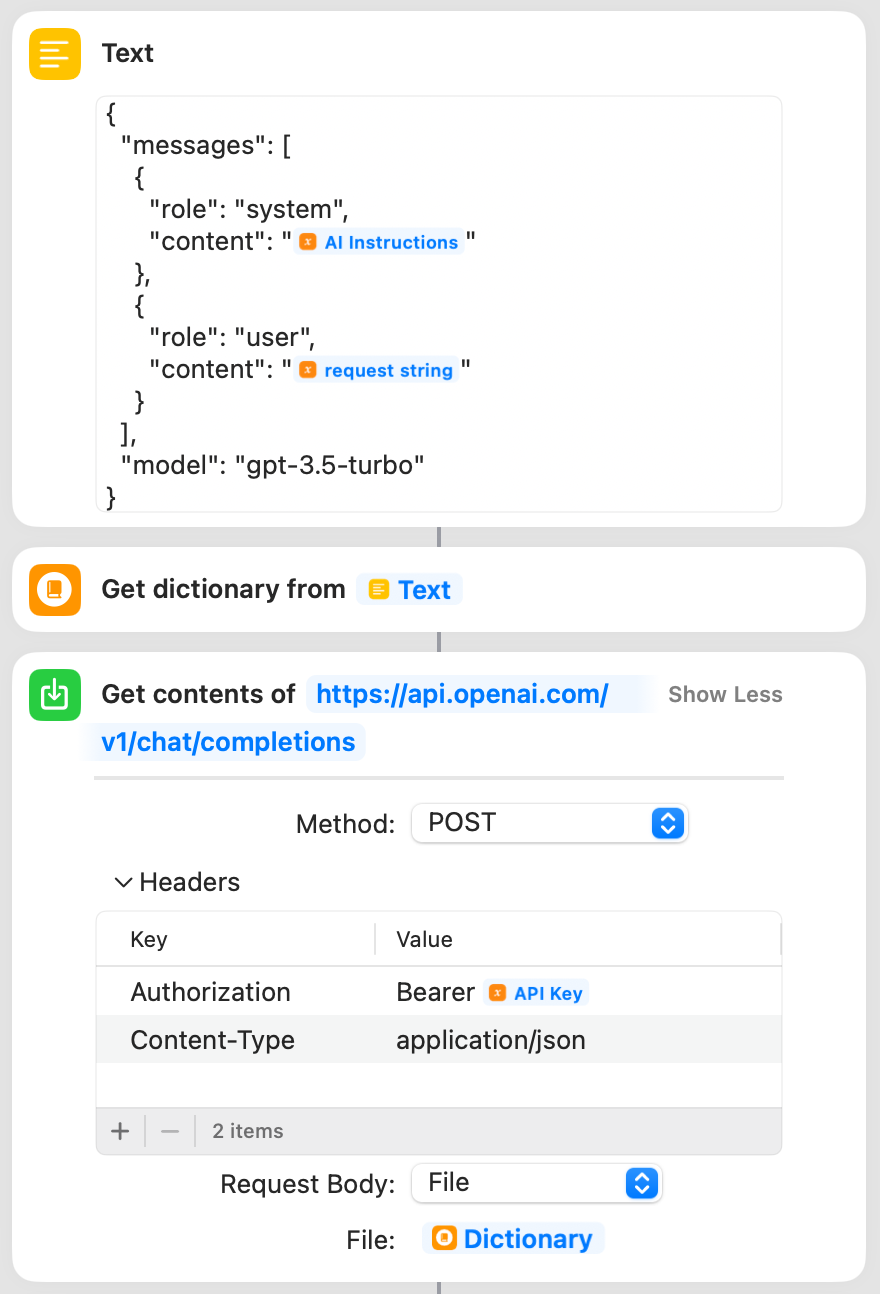 Text
{
"messages": [
{
"role": "system",
"content": "AI Instructions"
},
{
"role": "user",
"content": "request string"
}
],
"model": "gpt-3.5-turbo"
}
Get dictionary from Text
Get contents of https://api.openai.com/ Show Less
v1/chat/completions
Method: POST
Headers
Key Value
Authorization Bearer API Key
Content-Type application/json
+ − 2 items
Request Body: File
File: Dictionary